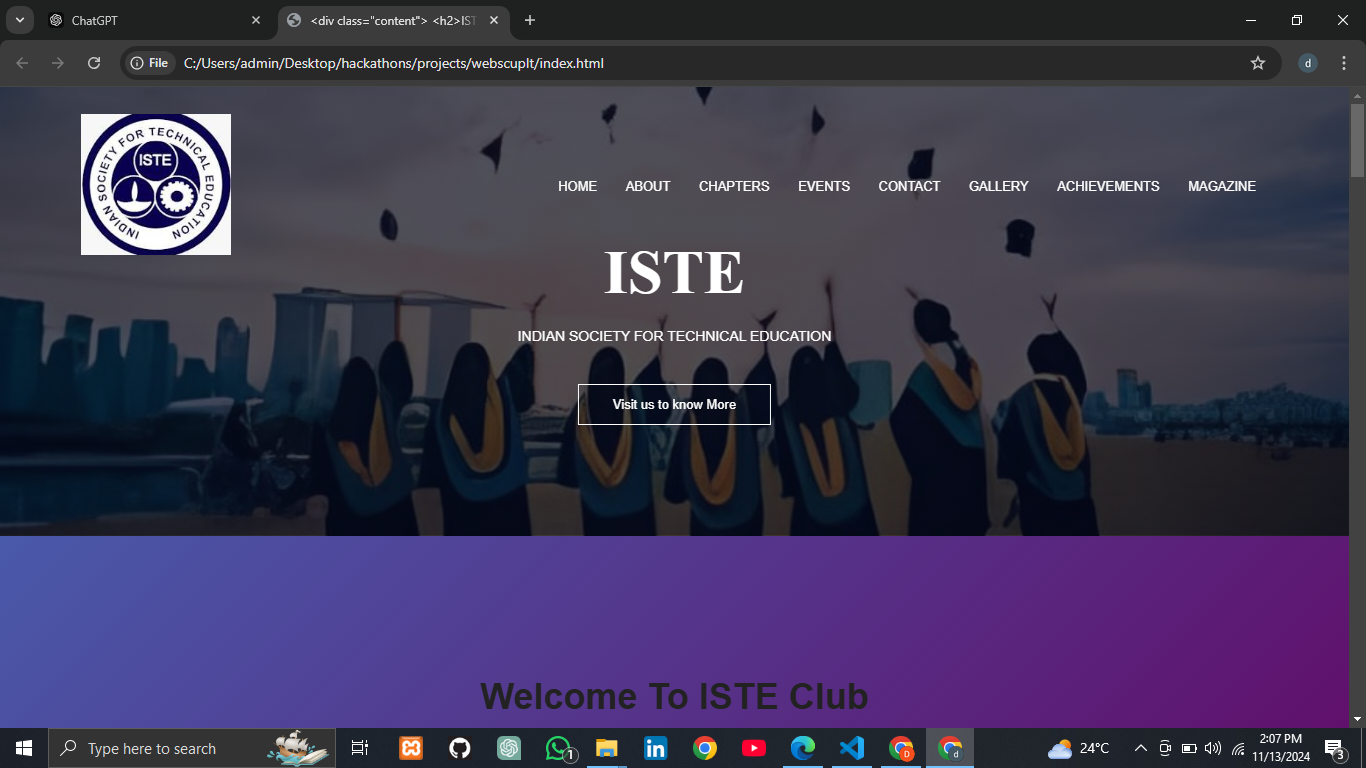 ChatGPT
<div class="content"> <h2>IST
File
C:/Users/admin/Desktop/hackathons/projects/webscuplt/index.html
d
INDIAN SOCIETY FOR TECHNICAL EDUCATION
ISTE
HOME ABOUT CHAPTERS EVENTS CONTACT GALLERY ACHIEVEMENTS MAGAZINE
ISTE
INDIAN SOCIETY FOR TECHNICAL EDUCATION
Visit us to know More
Welcome To ISTE Club
Type here to search
1
D
d
24°C
2:07 PM
11/13/2024
3